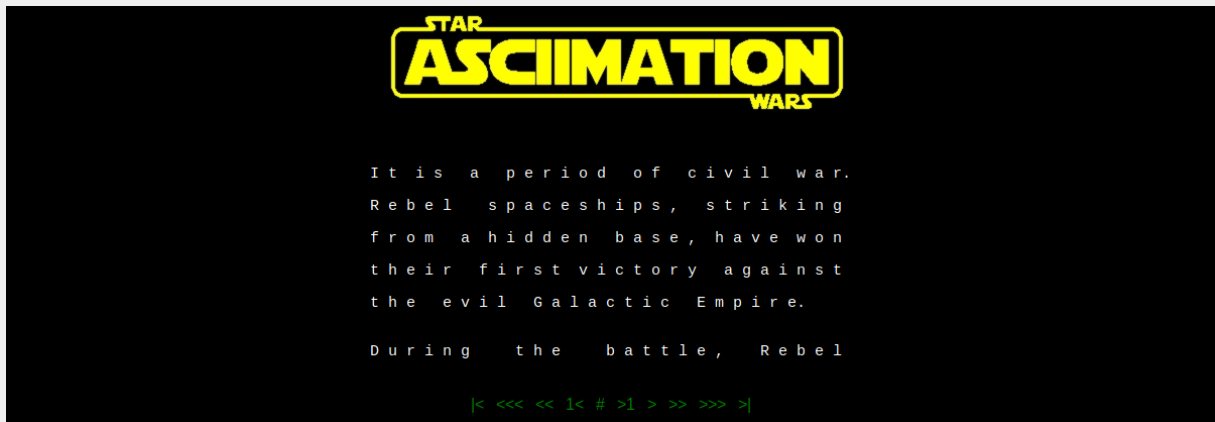 STAR
ASCIIMATION
WARS
It is a period of civil war.
Rebel spaceships, striking
from a hidden base, have won
their first victory against
the evil Galactic Empire.
During the battle, Rebel
|< <<< << 1< # >1 > >> >>> >|